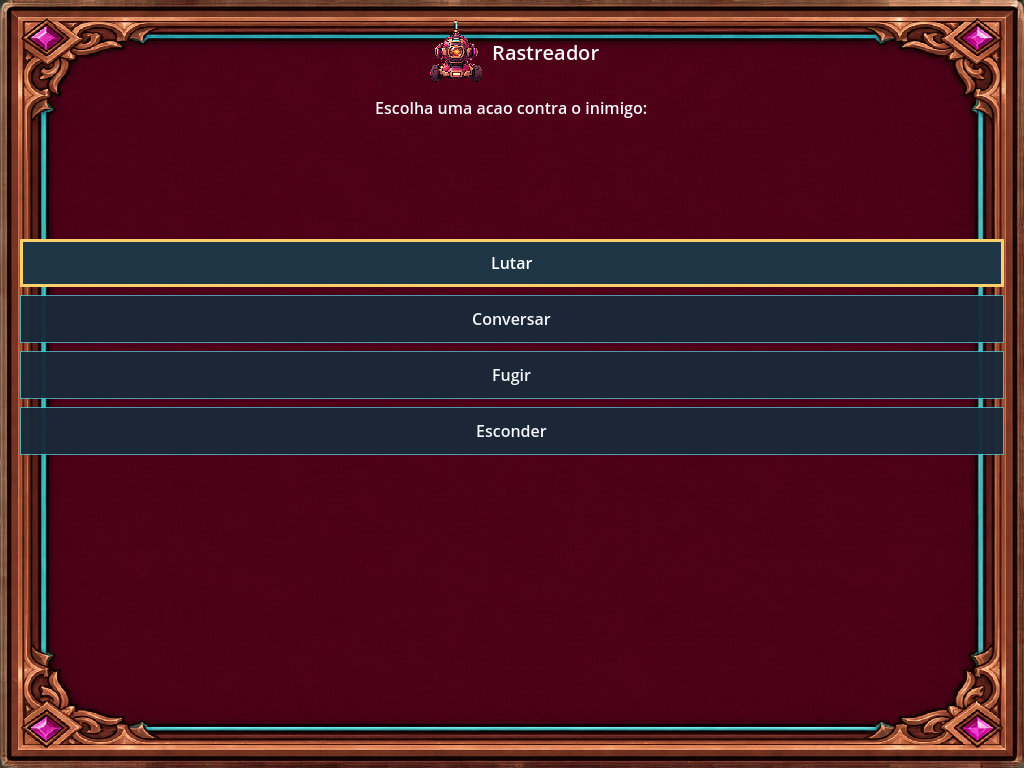 Rastreador
Escolha uma acao contra o inimigo:
Lutar
Conversar
Fugir
Esconder